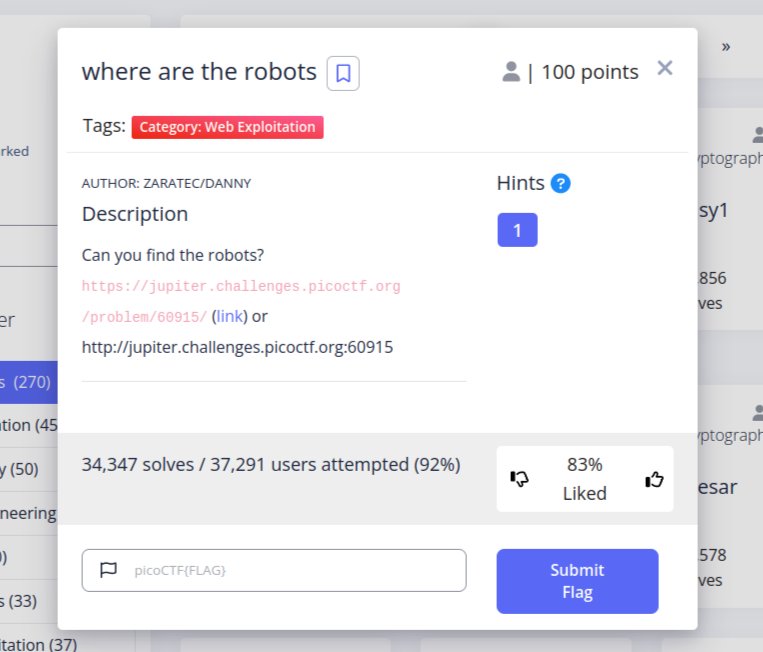 where are the robots
| 100 points
»
Tags: Category: Web Exploitation
rked
AUTHOR: ZARATEC/DANNY
Hints ?
Description
1
Can you find the robots?
https://jupiter.challenges.picoctf.org
/problem/60915/ (link) or
http://jupiter.challenges.picoctf.org:60915
34,347 solves / 37,291 users attempted (92%)
83%
Liked
picoCTF{FLAG}
Submit
Flag
er
s (270)
ation (45
y (50)
neering
)
s (33)
itation (37)
yptograph
sy1
856
ves
yptograph
esar
578
ves